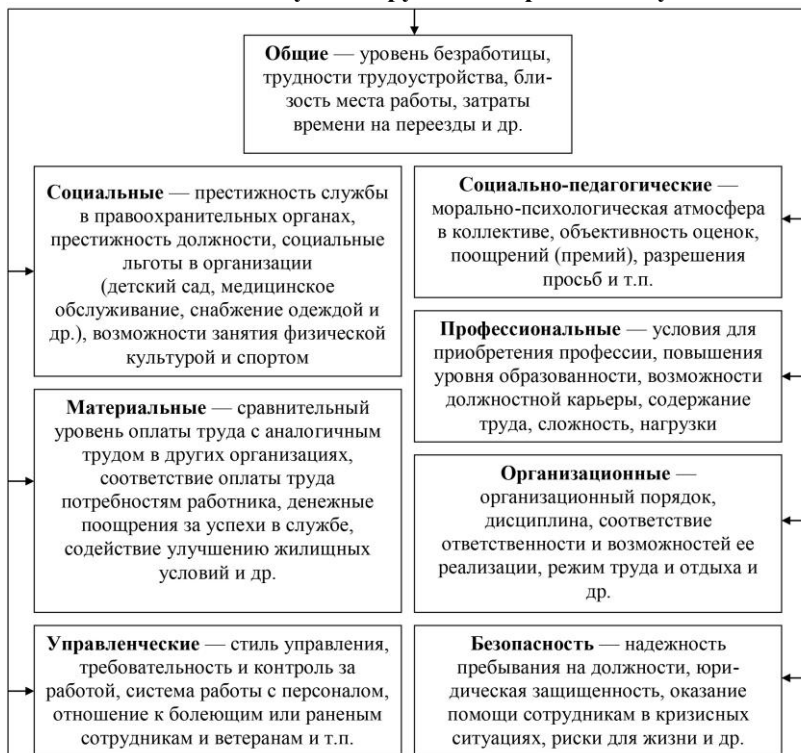 Общие — уровень безработицы,
трудности трудоустройства, бли-
зость места работы, затраты
времени на переезды и др.
Социальные — престижность службы
в правоохранительных органах,
престижность должности, социальные
льготы в организации
(детский сад, медицинское
обслуживание, снабжение одеждой и
др.), возможности занятия физической
культурой и спортом
Социально-педагогические —
морально-психологическая атмосфера
в коллективе, объективность оценок,
поощрений (премий), разрешения
просьб и т.п.
Профессиональные — условия для
приобретения профессии, повышения
уровня образованности, возможности
должностной карьеры, содержание
труда, сложность, нагрузки
Материальные — сравнительный
уровень оплаты труда с аналогичным
трудом в других организациях,
соответствие оплаты труда
потребностям работника, денежные
поощрения за успехи в службе,
содействие улучшению жилищных
условий и др.
Организационные —
организационный порядок,
дисциплина, соответствие
ответственности и возможностей ее
реализации, режим труда и отдыха и
др.
Управленческие — стиль управления,
требовательность и контроль за
работой, система работы с персоналом,
отношение к болеющим или раненым
сотрудникам и ветеранам и т.п.
Безопасность — надежность
пребывания на должности, юри-
дическая защищенность, оказание
помощи сотрудникам в кризисных
ситуациях, риски для жизни и др.